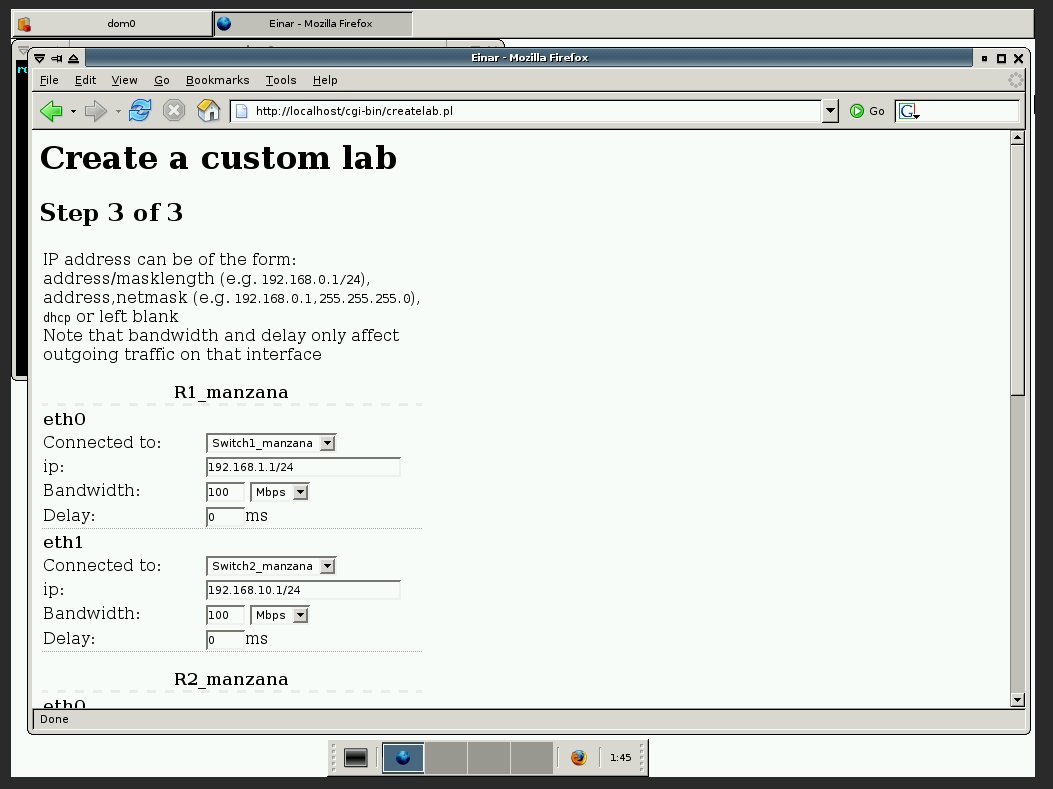 dom0
Einar - Mozilla Firefox
Einar - Mozilla Firefox
File Edit View Go Bookmarks Tools Help
http://localhost/cgi-bin/createlab.pl
Go
G
Create a custom lab
Step 3 of 3
IP address can be of the form:
address/masklength (e.g. 192.168.0.1/24),
address,netmask (e.g. 192.168.0.1,255.255.255.0),
dhcp or left blank
Note that bandwidth and delay only affect
outgoing traffic on that interface
R1_manzana
eth0
Connected to: Switch1_manzana
ip: 192.168.1.1/24
Bandwidth: 100 Mbps
Delay: 0 ms
eth1
Connected to: Switch2_manzana
ip: 192.168.10.1/24
Bandwidth: 100 Mbps
Delay: 0 ms
R2_manzana
eth0
Done
1:45